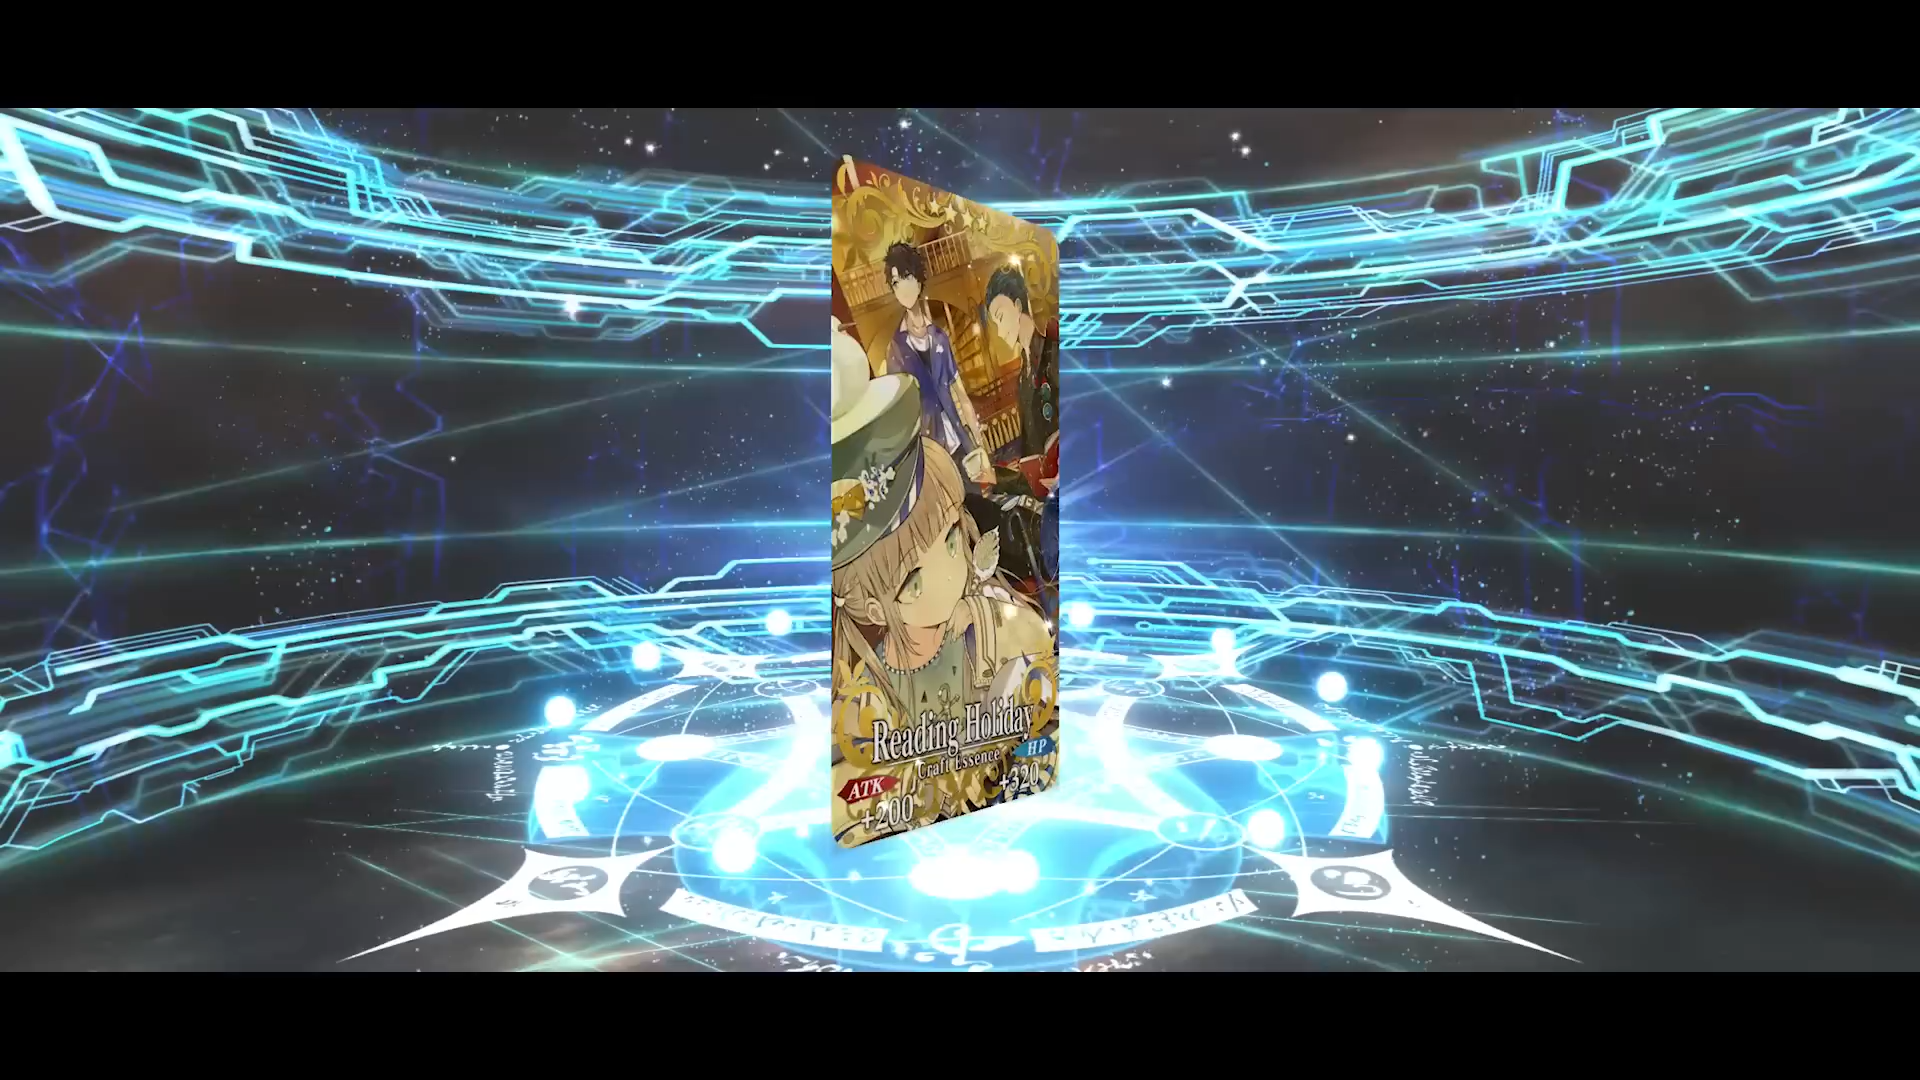 Reading Holiday
Craft Essence
HP
+320
ATK
+200